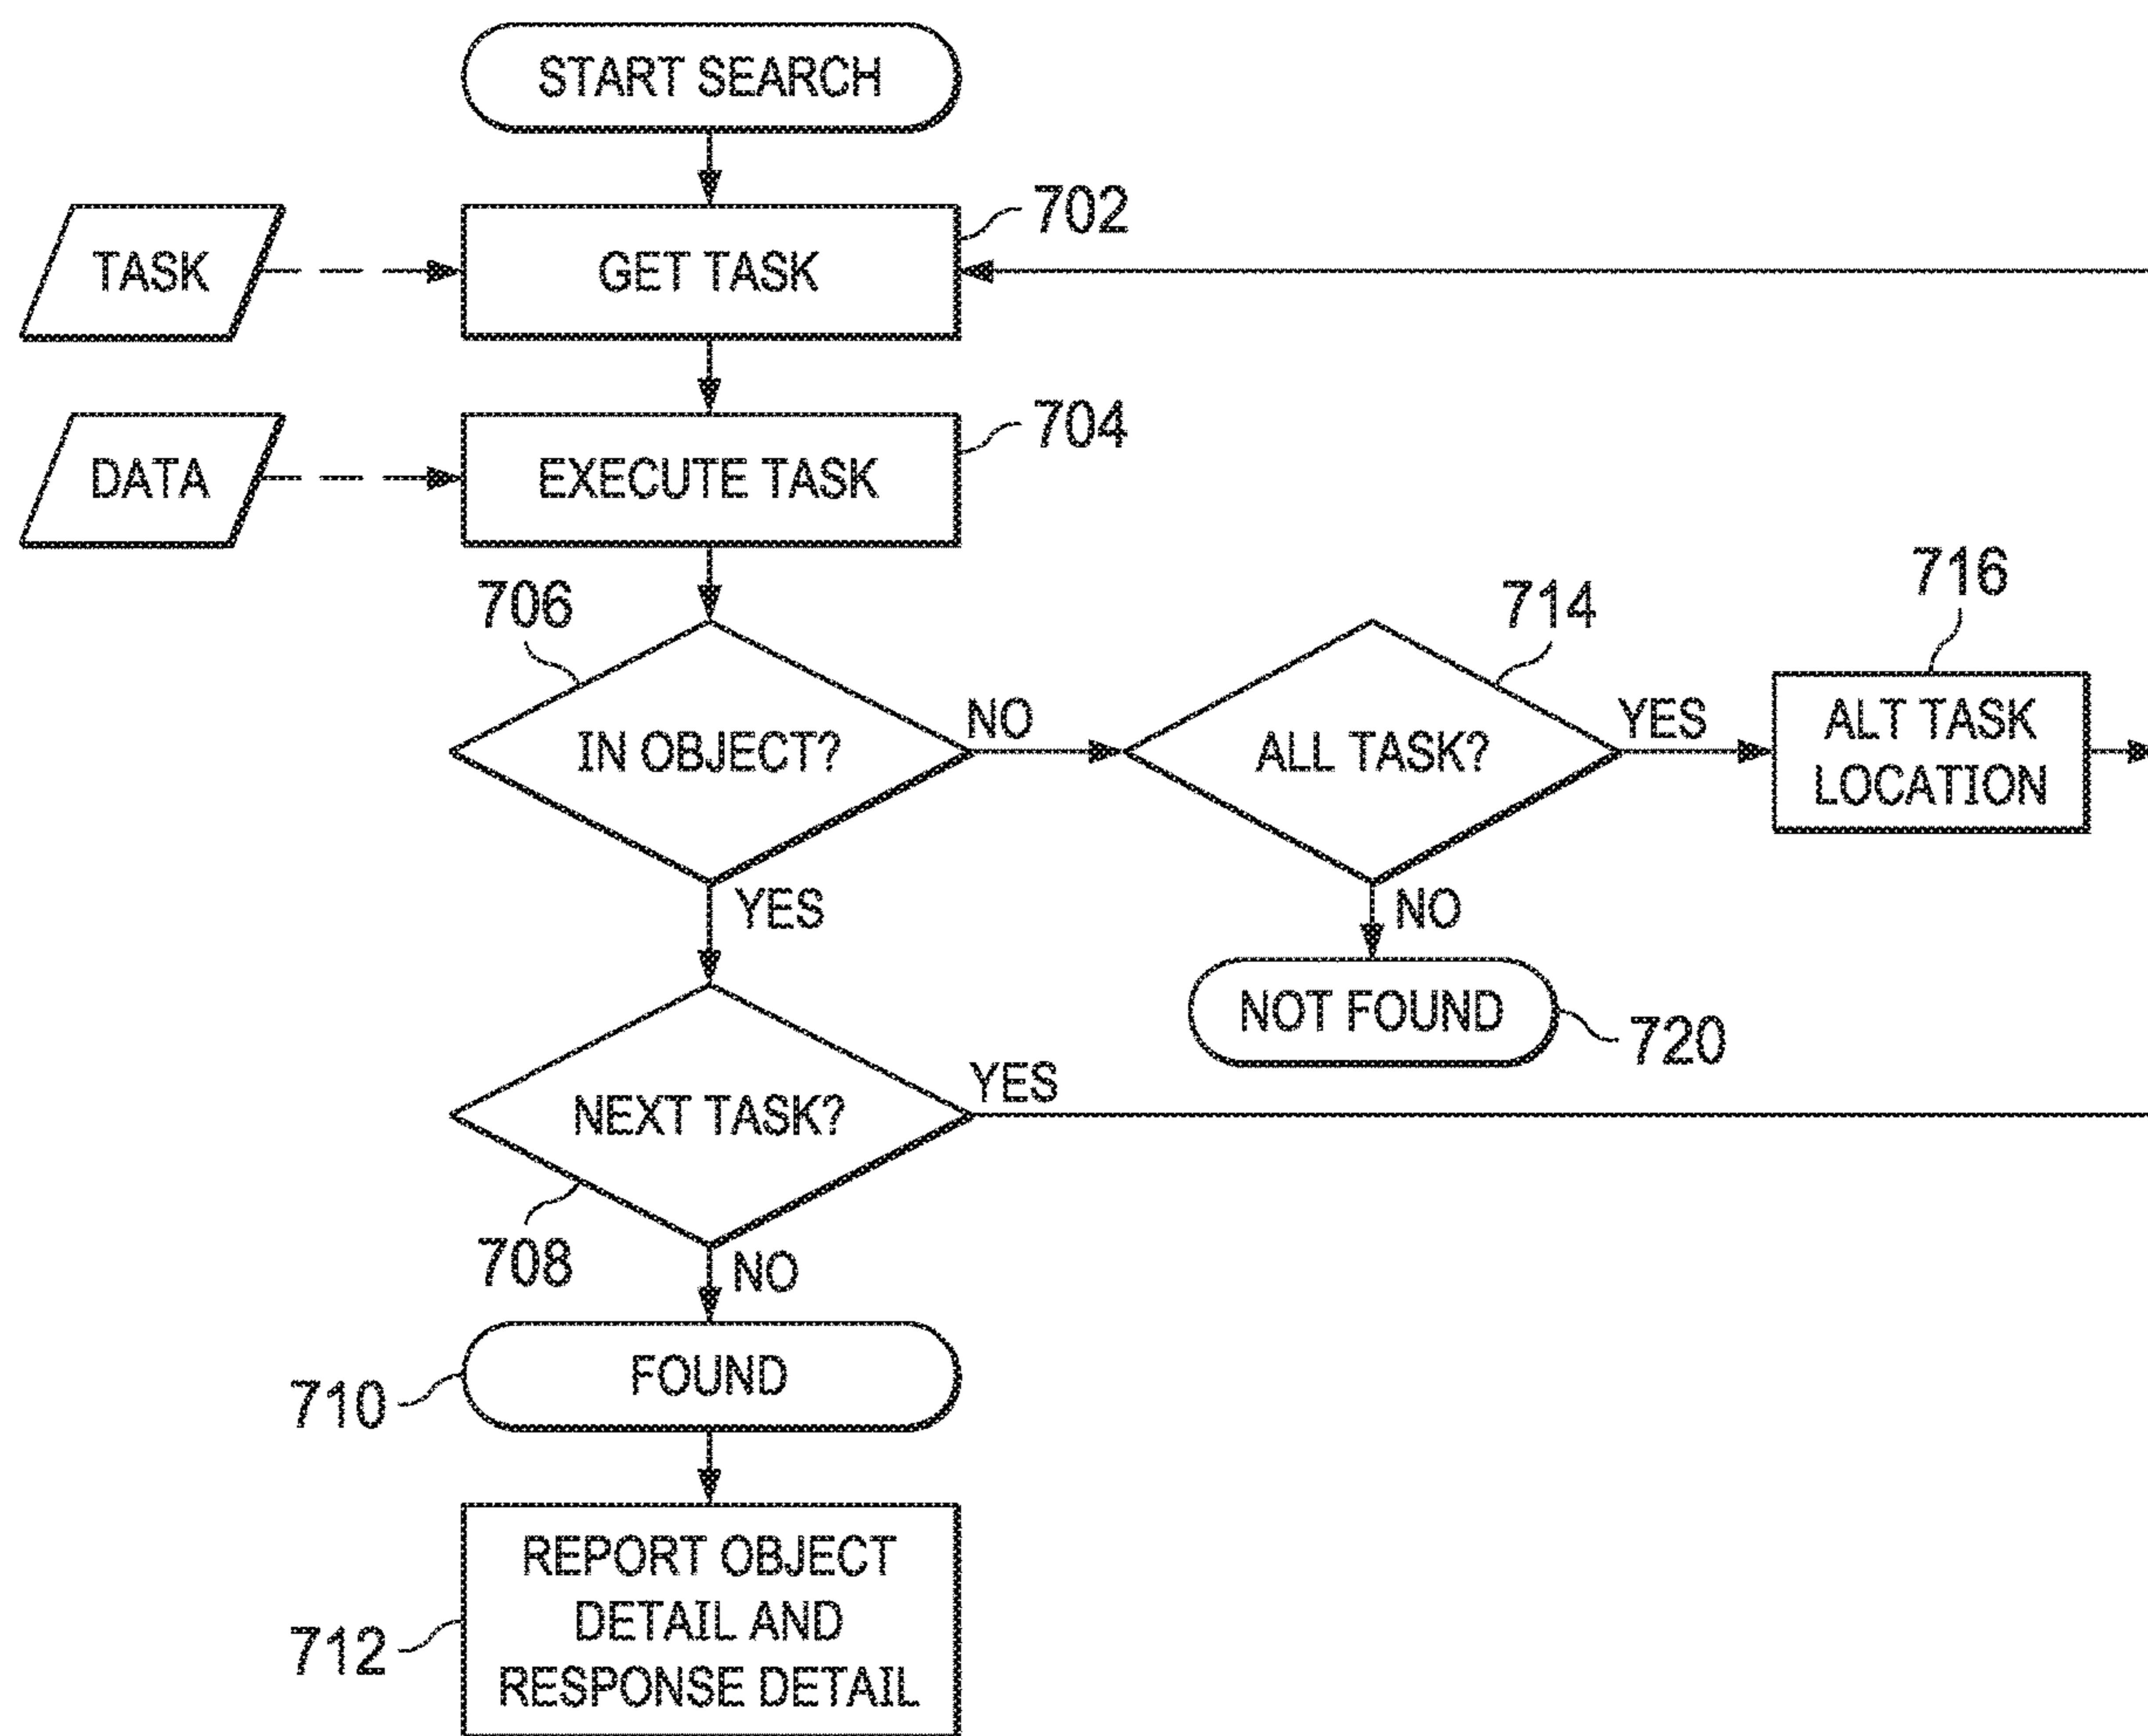 START SEARCH
702
TASK
GET TASK
704
DATA
EXECUTE TASK
706
714
716
IN OBJECT?
NO
ALL TASK?
YES
ALT TASK
LOCATION
YES
NO
NOT FOUND
720
NEXT TASK?
YES
708
NO
FOUND
710
REPORT OBJECT
DETAIL AND
RESPONSE DETAIL
712